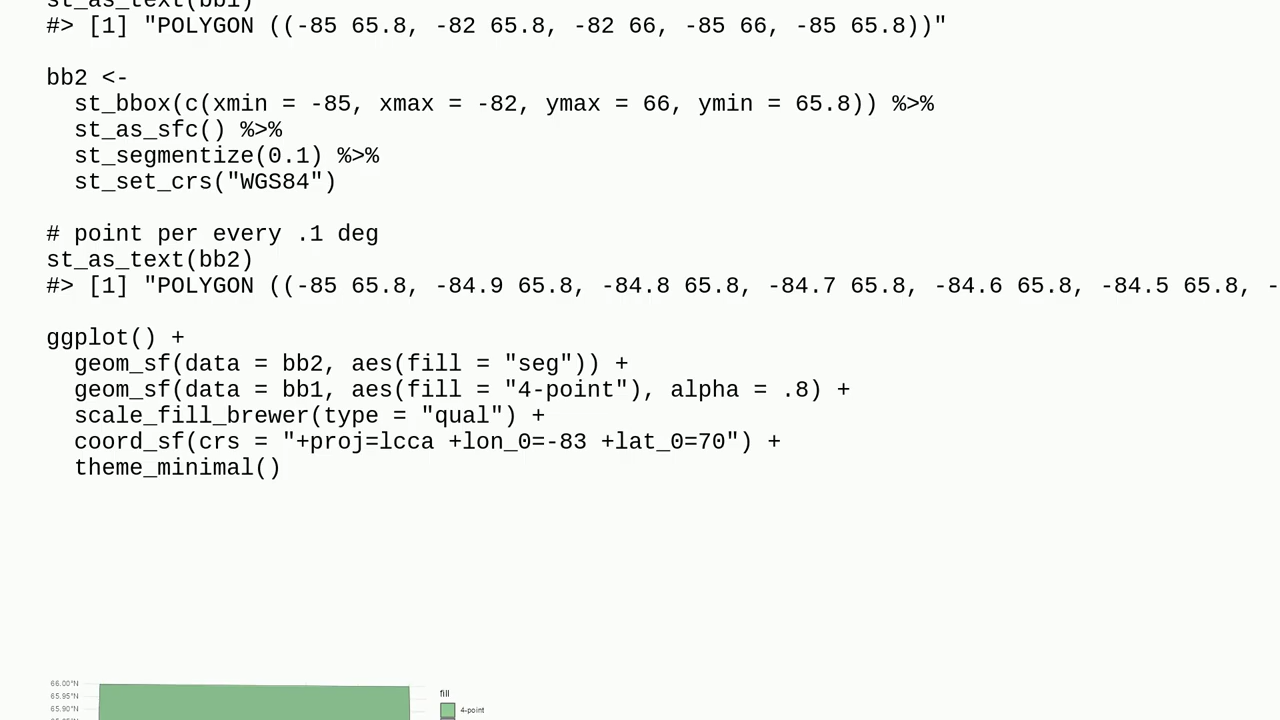 st_as_text(bb1)
#> [1] "POLYGON ((-85 65.8, -82 65.8, -82 66, -85 66, -85 65.8))"
bb2 <-
  st_bbox(c(xmin = -85, xmax = -82, ymax = 66, ymin = 65.8)) %>%
  st_as_sfc() %>%
  st_segmentize(0.1) %>%
  st_set_crs("WGS84")
# point per every .1 deg
st_as_text(bb2)
#> [1] "POLYGON ((-85 65.8, -84.9 65.8, -84.8 65.8, -84.7 65.8, -84.6 65.8, -84.5 65.8, -
ggplot() +
  geom_sf(data = bb2, aes(fill = "seg")) +
  geom_sf(data = bb1, aes(fill = "4-point"), alpha = .8) +
  scale_fill_brewer(type = "qual") +
  coord_sf(crs = "+proj=lcca +lon_0=-83 +lat_0=70") +
  theme_minimal()
66.00°N
65.95°N
65.90°N
fill
4-point